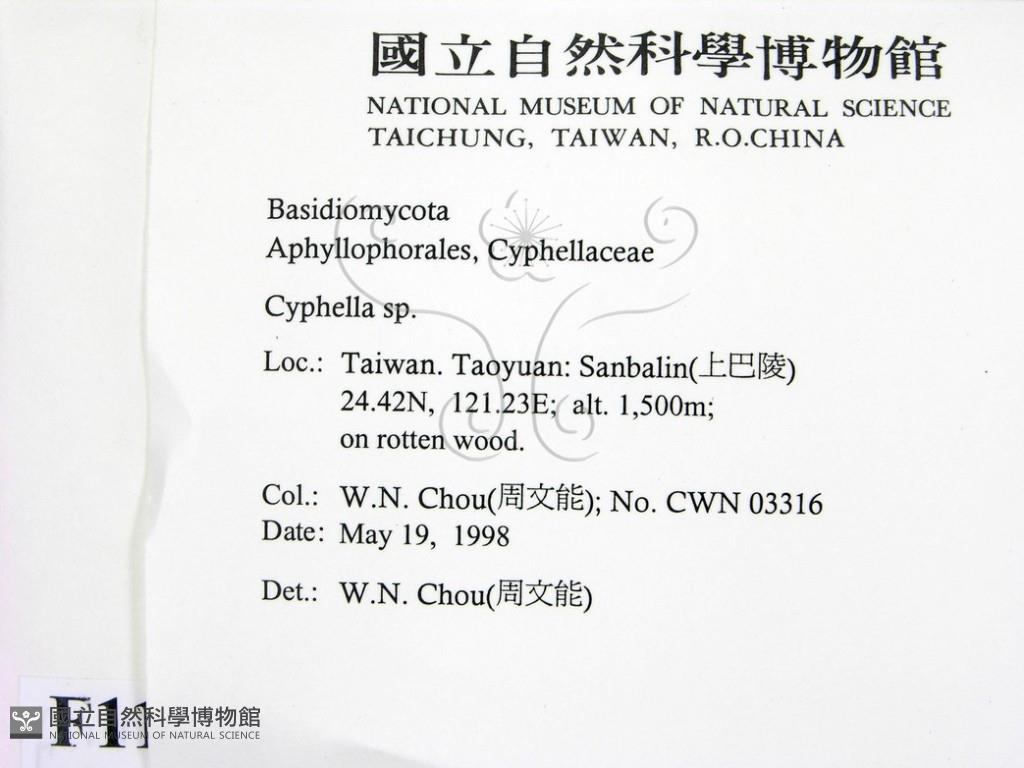 國立自然科學博物館
NATIONAL MUSEUM OF NATURAL SCIENCE
TAICHUNG, TAIWAN, R.O.CHINA
Basidiomycota
Aphyllophorales, Cyphellaceae
Cyphella sp.
Loc.: Taiwan. Taoyuan: Sanbalin(上巴陵)
24.42N, 121.23E; alt. 1,500m;
on rotten wood.
Col.: W.N. Chou(周文能); No. CWN 03316
Date: May 19, 1998
Det.: W.N. Chou(周文能)
國立自然科學博物館
NATIONAL MUSEUM OF NATURAL SCIENCE